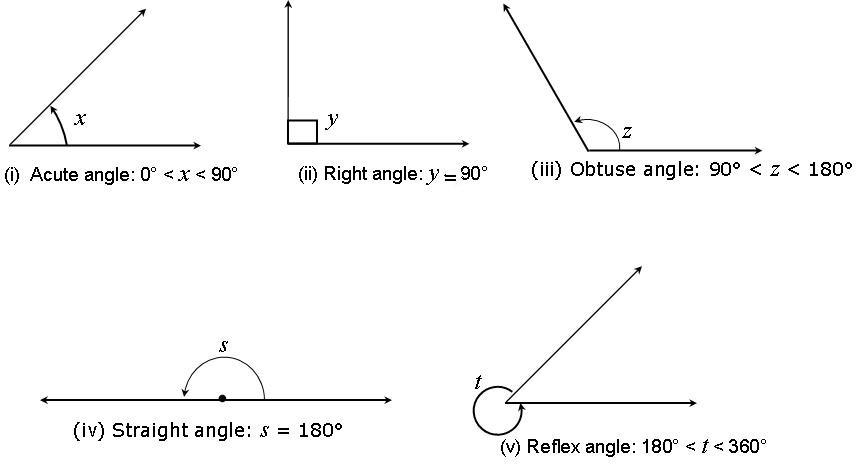 x
y
z
(i) Acute angle: 0° < x < 90°
(ii) Right angle: y = 90°
(iii) Obtuse angle: 90° < z < 180°
s
t
(iv) Straight angle: s = 180°
(v) Reflex angle: 180° < t < 360°